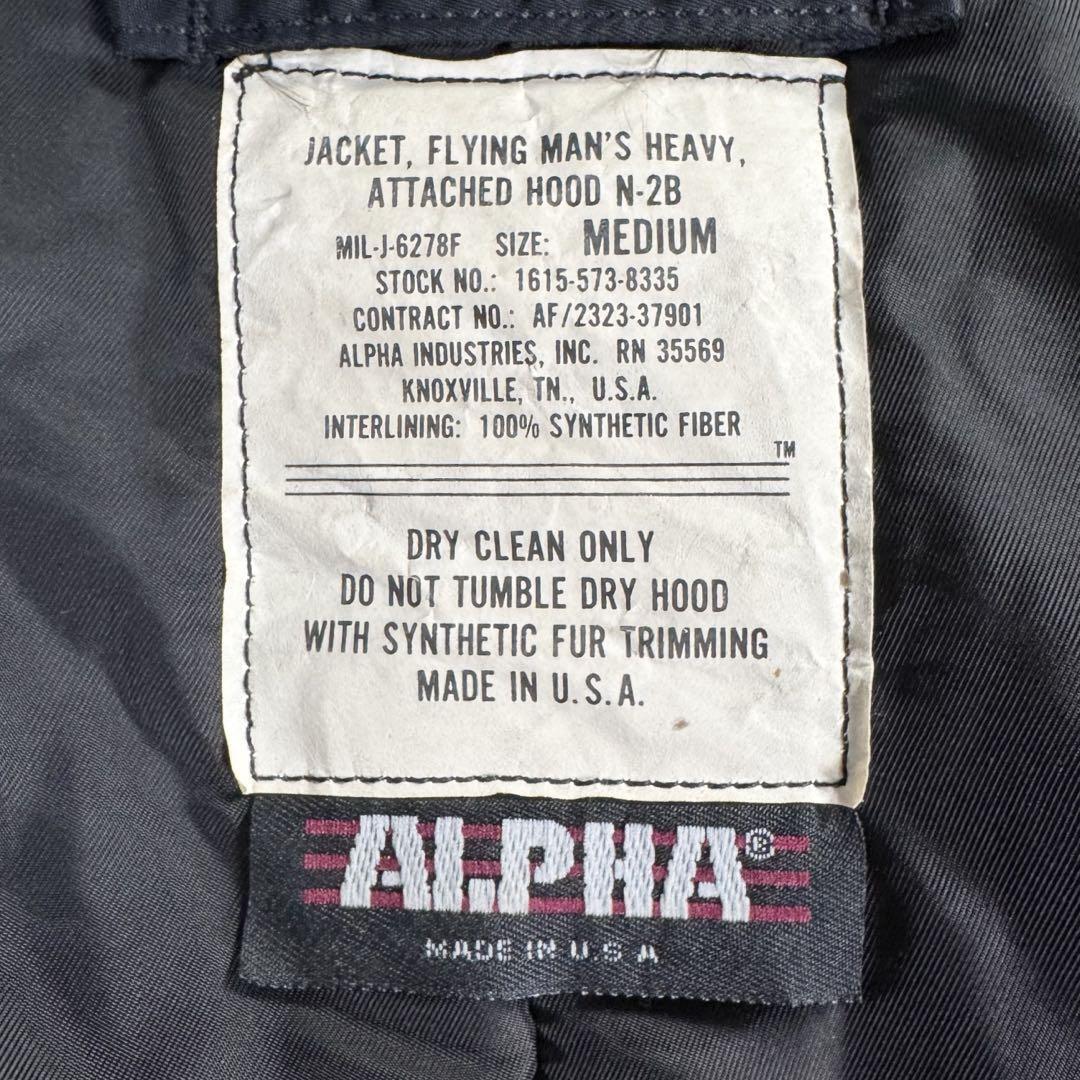 JACKET, FLYING MAN'S HEAVY,
ATTACHED HOOD N-2B
MIL-J-6278F SIZE: MEDIUM
STOCK NO.: 1615-573-8335
CONTRACT NO.: AF/2323-37901
ALPHA INDUSTRIES, INC. RN 35569
KNOXVILLE, TN., U.S.A.
INTERLINING: 100% SYNTHETIC FIBER
TM
DRY CLEAN ONLY
DO NOT TUMBLE DRY HOOD
WITH SYNTHETIC FUR TRIMMING
MADE IN U.S.A.
ALPHA®
MADE IN U.S A